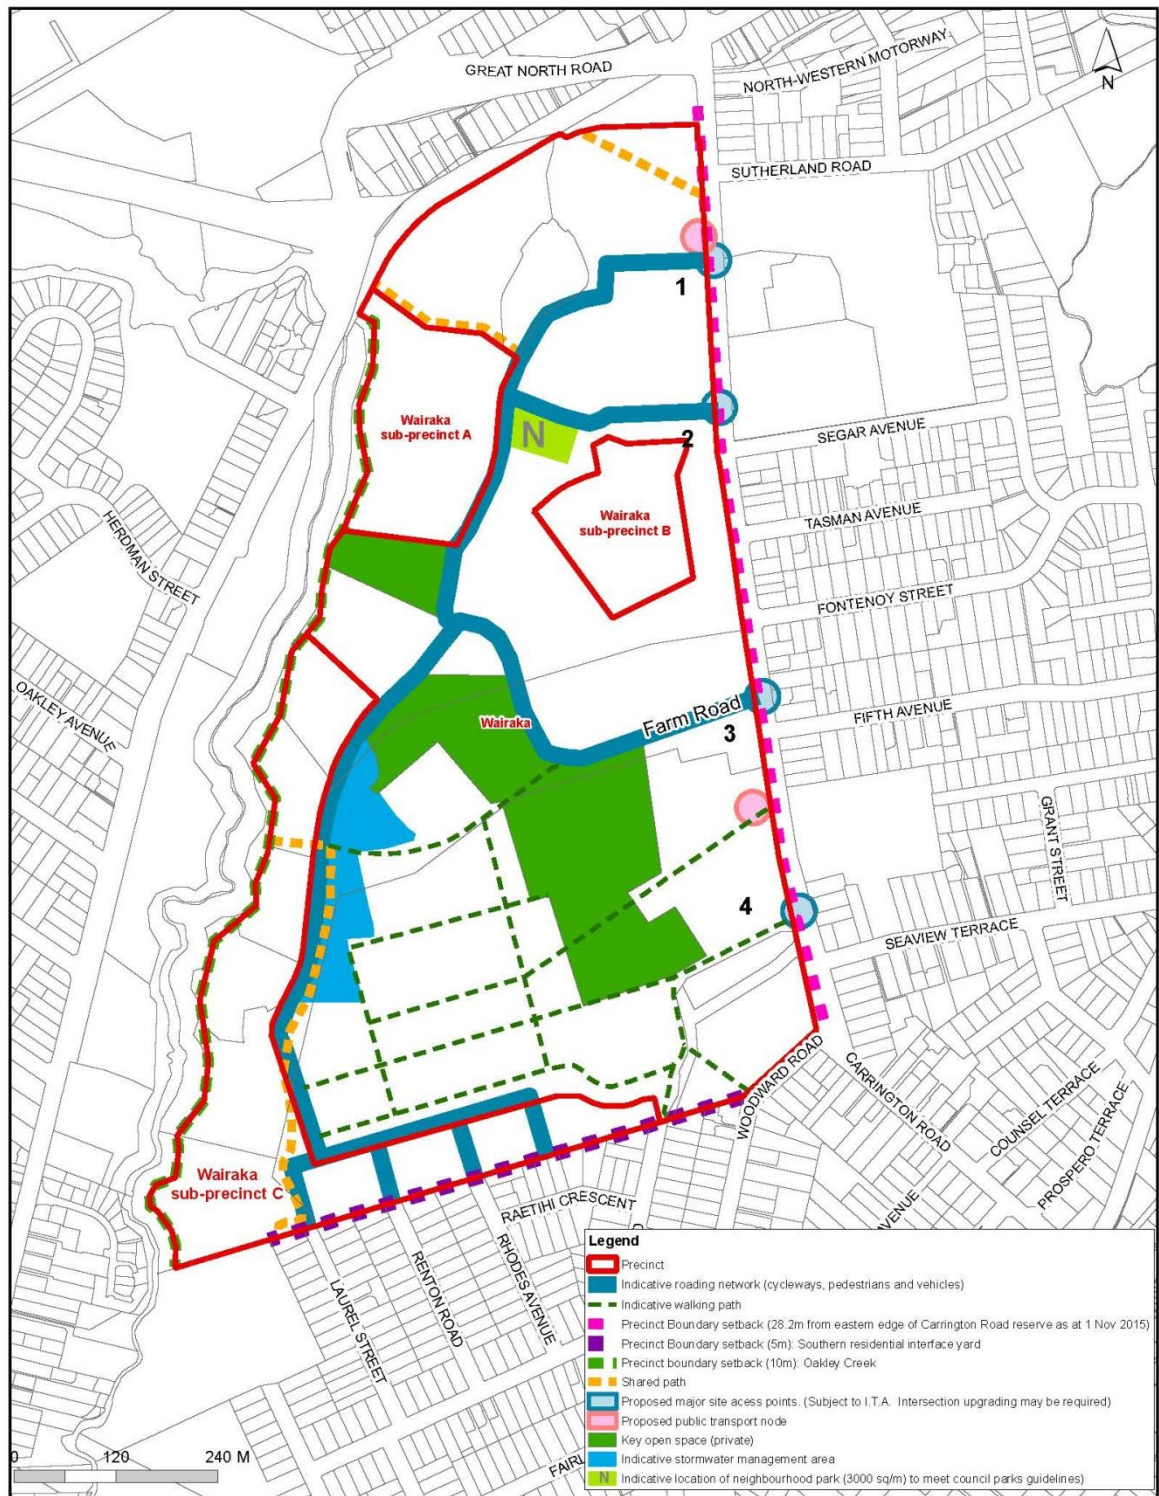 GREAT NORTH ROAD
NORTH-WESTERN MOTORWAY
N
SUTHERLAND ROAD
1
Wairaka
sub-precinct A
N
2
SEGAR AVENUE
Wairaka
sub-precinct B
TASMAN AVENUE
HERDMAN STREET
FONTENOY STREET
OAKLEY AVENUE
Wairaka
Farm Road
3
FIFTH AVENUE
GRANT STREET
4
SEAVIEW TERRACE
WOODWARD ROAD
CARRINGTON ROAD
COUNSEL TERRACE
PROSPERO TERRACE
Wairaka
sub-precinct C
RAETIHI CRESCENT
AVENUE
LAUREL STREET
RENTON ROAD
RHODES AVENUE
Legend
Precinct
Indicative roading network (cycleways, pedestrians and vehicles)
Indicative walking path
Precinct Boundary setback (28.2m from eastern edge of Carrington Road reserve as at 1 Nov 2015)
Precinct Boundary setback (5m): Southern residential interface yard
Precinct boundary setback (10m): Oakley Creek
Shared path
Proposed major site acess points. (Subject to I.T.A. Intersection upgrading may be required)
Proposed public transport node
Key open space (private)
Indicative stormwater management area
N Indicative location of neighbourhood park (3000 sq/m) to meet council parks guidelines)
0 120 240 M